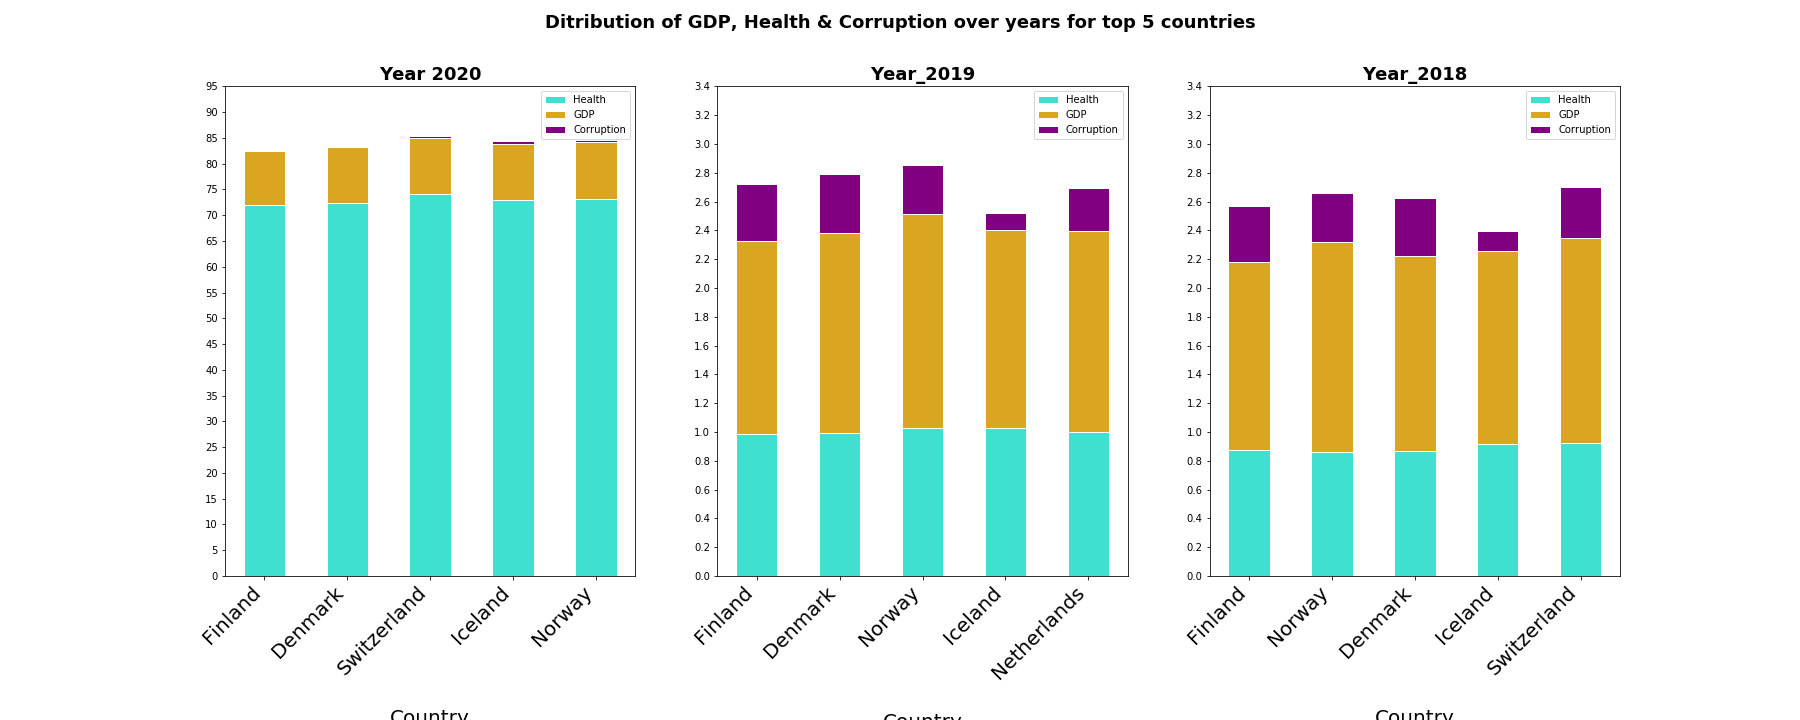 Ditribution of GDP, Health & Corruption over years for top 5 countries
Year 2020
95
90
85
80
75
70
65
60
55
50
45
40
35
30
25
20
15
10
5
0
Health
GDP
Corruption
Finland
Denmark
Switzerland
Iceland
Norway
Country
Year_2019
3.4
3.2
3.0
2.8
2.6
2.4
2.2
2.0
1.8
1.6
1.4
1.2
1.0
0.8
0.6
0.4
0.2
0.0
Health
GDP
Corruption
Finland
Denmark
Norway
Iceland
Netherlands
Country
Year_2018
3.4
3.2
3.0
2.8
2.6
2.4
2.2
2.0
1.8
1.6
1.4
1.2
1.0
0.8
0.6
0.4
0.2
0.0
Health
GDP
Corruption
Finland
Norway
Denmark
Iceland
Switzerland
Country